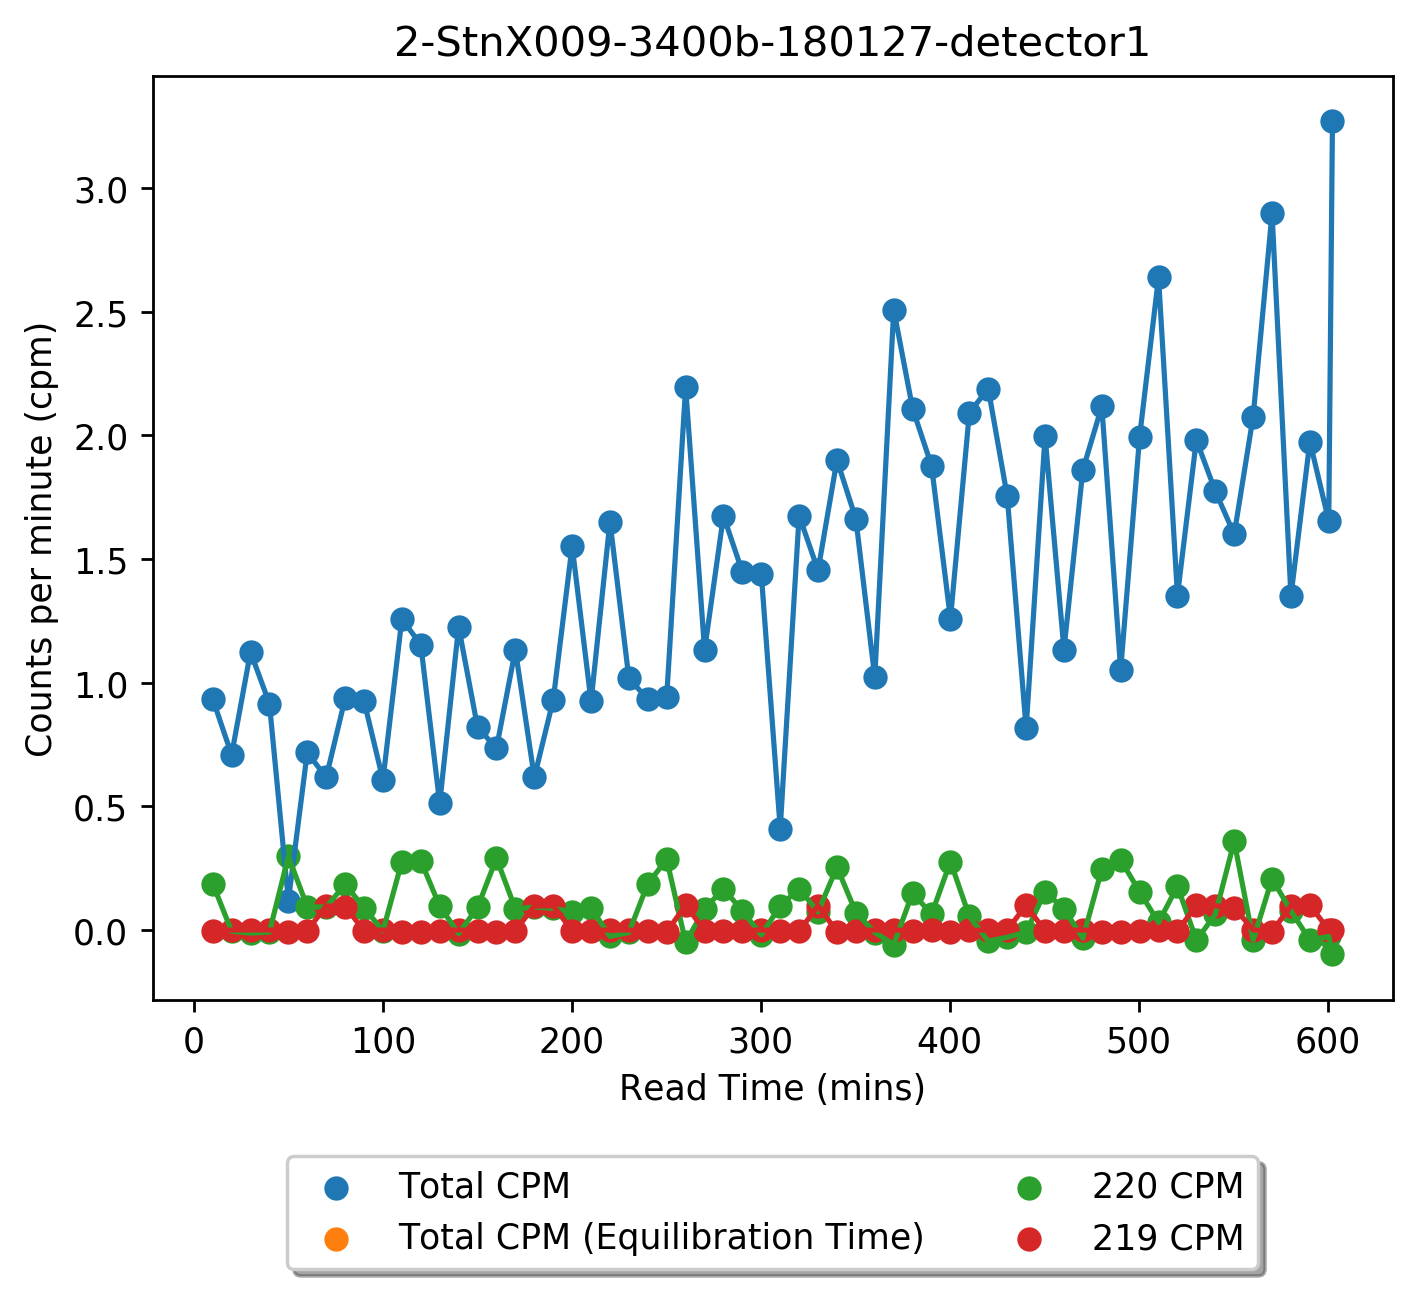 2-StnX009-3400b-180127-detector1
Counts per minute (cpm)
3.0
2.5
2.0
1.5
1.0
0.5
0.0
0 100 200 300 400 500 600
Read Time (mins)
Total CPM
Total CPM (Equilibration Time)
220 CPM
219 CPM